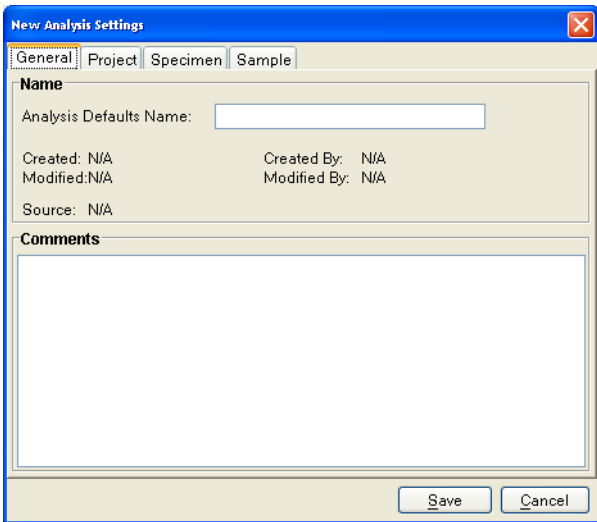 New Analysis Settings
General Project Specimen Sample
Name
Analysis Defaults Name:
Created: N/A Created By: N/A
Modified:N/A Modified By: N/A
Source: N/A
Comments
Save Cancel